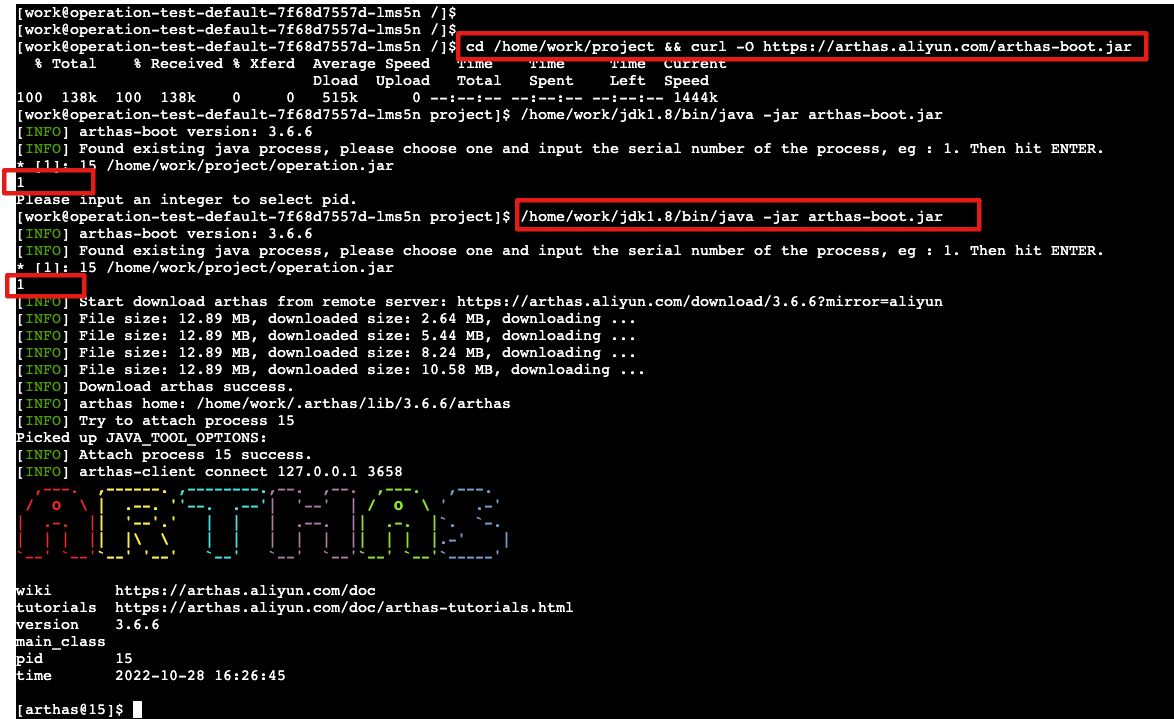 [work@operation-test-default-7f68d7557d-lms5n /]$
[work@operation-test-default-7f68d7557d-lms5n /]$
[work@operation-test-default-7f68d7557d-lms5n /]$ cd /home/work/project && curl -O https://arthas.aliyun.com/arthas-boot.jar
% Total % Received % Xferd Average Speed Time Time Time Current
Dload Upload Total Spent Left Speed
100 138k 100 138k 0 0 515k 0 --:--:-- --:--:-- --:--:-- 1444k
[work@operation-test-default-7f68d7557d-lms5n project]$ /home/work/jdk1.8/bin/java -jar arthas-boot.jar
[INFO] arthas-boot version: 3.6.6
[INFO] Found existing java process, please choose one and input the serial number of the process, eg : 1. Then hit ENTER.
* [1]: 15 /home/work/project/operation.jar
1
Please input an integer to select pid.
[work@operation-test-default-7f68d7557d-lms5n project]$ /home/work/jdk1.8/bin/java -jar arthas-boot.jar
[INFO] arthas-boot version: 3.6.6
[INFO] Found existing java process, please choose one and input the serial number of the process, eg : 1. Then hit ENTER.
* [1]: 15 /home/work/project/operation.jar
1
[INFO] Start download arthas from remote server: https://arthas.aliyun.com/download/3.6.6?mirror=aliyun
[INFO] File size: 12.89 MB, downloaded size: 2.64 MB, downloading ...
[INFO] File size: 12.89 MB, downloaded size: 5.44 MB, downloading ...
[INFO] File size: 12.89 MB, downloaded size: 8.24 MB, downloading ...
[INFO] File size: 12.89 MB, downloaded size: 10.58 MB, downloading ...
[INFO] Download arthas success.
[INFO] arthas home: /home/work/.arthas/lib/3.6.6/arthas
[INFO] Try to attach process 15
Picked up JAVA_TOOL_OPTIONS:
[INFO] Attach process 15 success.
[INFO] arthas-client connect 127.0.0.1 3658
ARTHAS
wiki https://arthas.aliyun.com/doc
tutorials https://arthas.aliyun.com/doc/arthas-tutorials.html
version 3.6.6
main_class
pid 15
time 2022-10-28 16:26:45
[arthas@15]$